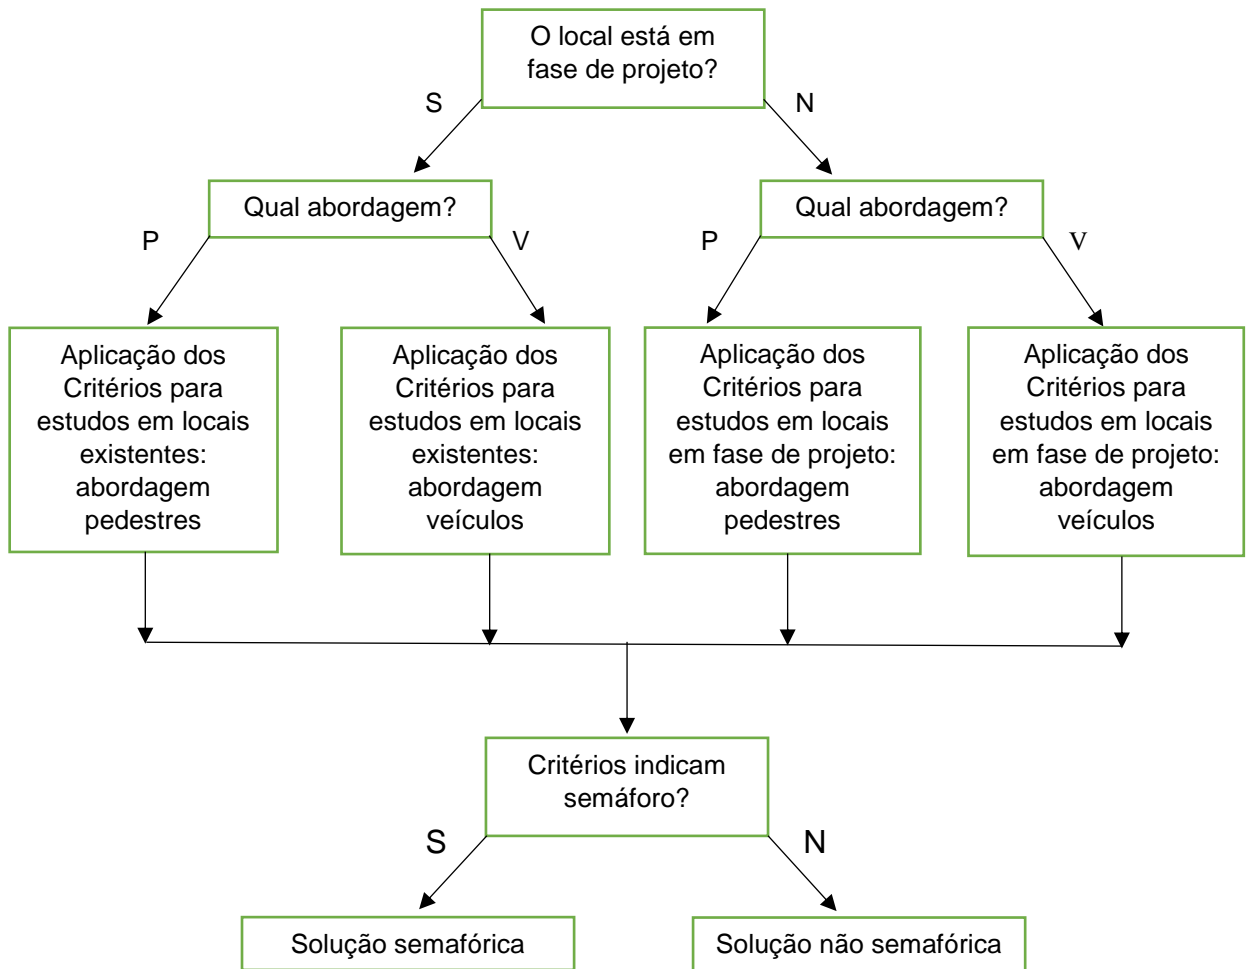 O local está em
fase de projeto?
S
N
Qual abordagem?
Qual abordagem?
P
V
P
V
Aplicação dos
Critérios para
estudos em locais
existentes:
abordagem
pedestres
Aplicação dos
Critérios para
estudos em locais
existentes:
abordagem
veículos
Aplicação dos
Critérios para
estudos em locais
em fase de projeto:
abordagem
pedestres
Aplicação dos
Critérios para
estudos em locais
em fase de projeto:
abordagem
veículos
Critérios indicam
semáforo?
S
N
Solução semafórica
Solução não semafórica